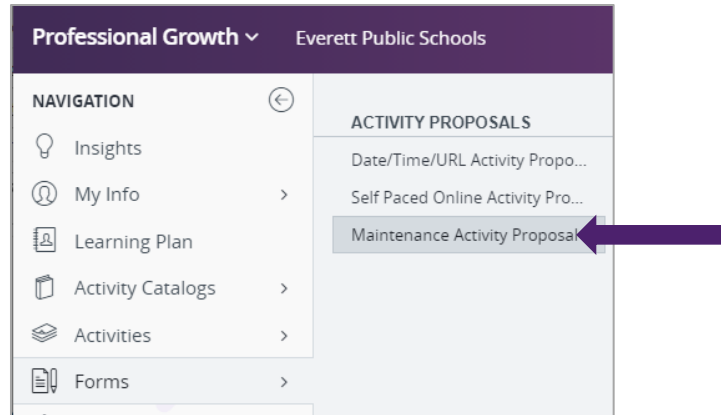 Professional Growth Everett Public Schools
NAVIGATION
Insights
My Info
Learning Plan
Activity Catalogs
Activities
Forms
ACTIVITY PROPOSALS
Date/Time/URL Activity Propo...
Self Paced Online Activity Pro...
Maintenance Activity Proposal